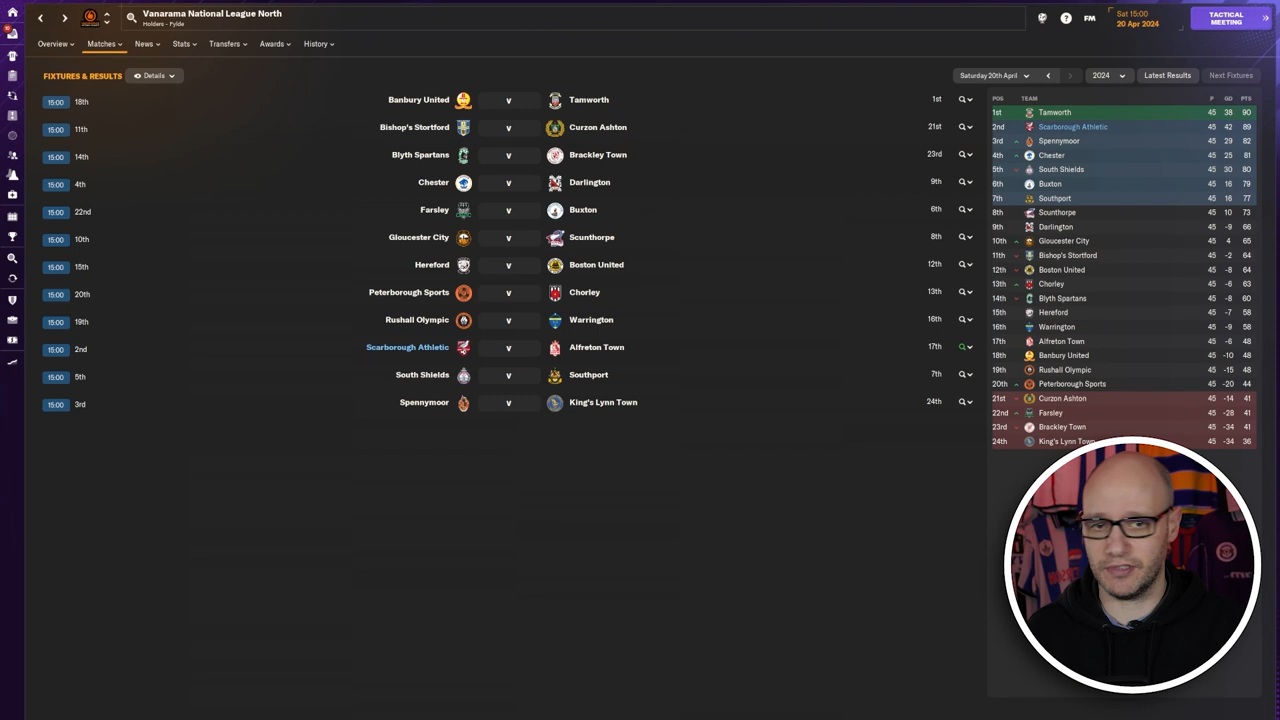 Vanarama National League North
Holders - Fylde
FM
Sat 15:00
20 Apr 2024
TACTICAL
MEETING
Overview Matches News Stats Transfers Awards History
FIXTURES & RESULTS Details Saturday 20th April 2024 Latest Results Next Fixtures
15:00 18th Banbury United v Tamworth 1st
15:00 11th Bishop's Stortford v Curzon Ashton 21st
15:00 14th Blyth Spartans v Brackley Town 23rd
15:00 4th Chester v Darlington 9th
15:00 22nd Farsley v Buxton 6th
15:00 10th Gloucester City v Scunthorpe 8th
15:00 15th Hereford v Boston United 12th
15:00 20th Peterborough Sports v Chorley 13th
15:00 19th Rushall Olympic v Warrington 16th
15:00 2nd Scarborough Athletic v Alfreton Town 17th
15:00 5th South Shields v Southport 7th
15:00 3rd Spennymoor v King's Lynn Town 24th
POS TEAM P GD PTS
1st Tamworth 45 38 90
2nd Scarborough Athletic 45 42 89
3rd Spennymoor 45 29 82
4th Chester 45 25 81
5th South Shields 45 30 80
6th Buxton 45 16 79
7th Southport 45 16 77
8th Scunthorpe 45 10 73
9th Darlington 45 -9 66
10th Gloucester City 45 4 65
11th Bishop's Stortford 45 -2 64
12th Boston United 45 -8 64
13th Chorley 45 -6 63
14th Blyth Spartans 45 -8 60
15th Hereford 45 -7 58
16th Warrington 45 -9 58
17th Alfreton Town 45 -6 48
18th Banbury United 45 -10 48
19th Rushall Olympic 45 -15 48
20th Peterborough Sports 45 -20 44
21st Curzon Ashton 45 -14 41
22nd Farsley 45 -28 41
23rd Brackley Town 45 -34 41
24th King's Lynn Town 45 -34 36